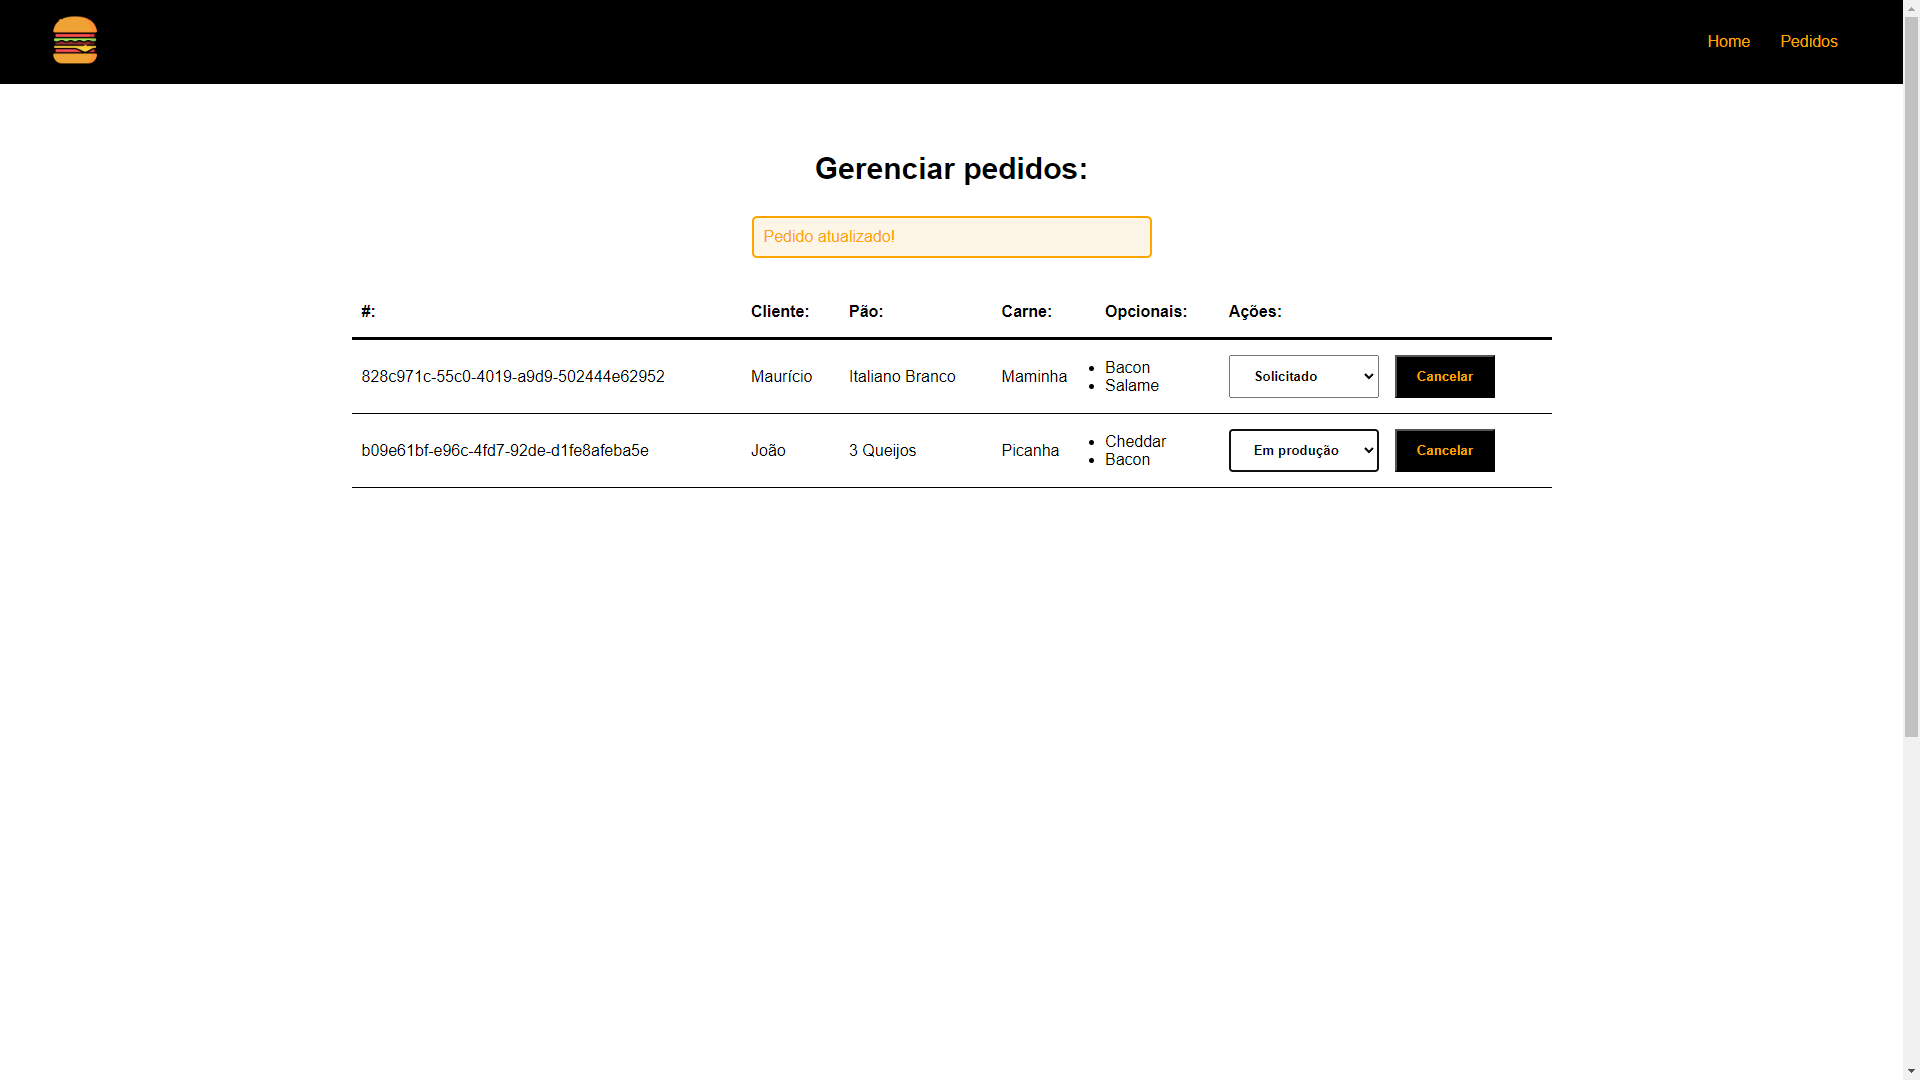 Home Pedidos
Gerenciar pedidos:
Pedido atualizado!
#: Cliente: Pão: Carne: Opcionais: Ações:
828c971c-55c0-4019-a9d9-502444e62952 Maurício Italiano Branco Maminha Bacon Solicitado Cancelar
Salame
b09e61bf-e96c-4fd7-92de-d1fe8afeba5e João 3 Queijos Picanha Cheddar Em produção Cancelar
Bacon